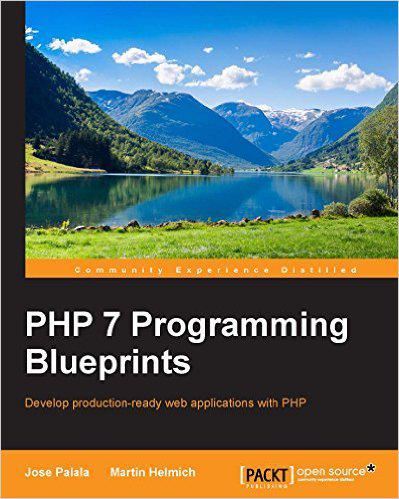 Community Experience Distilled
PHP 7 Programming
Blueprints
Develop production-ready web applications with PHP
Jose Palala Martin Helmich
[PACKT] open source*
PUBLISHING community experience distilled